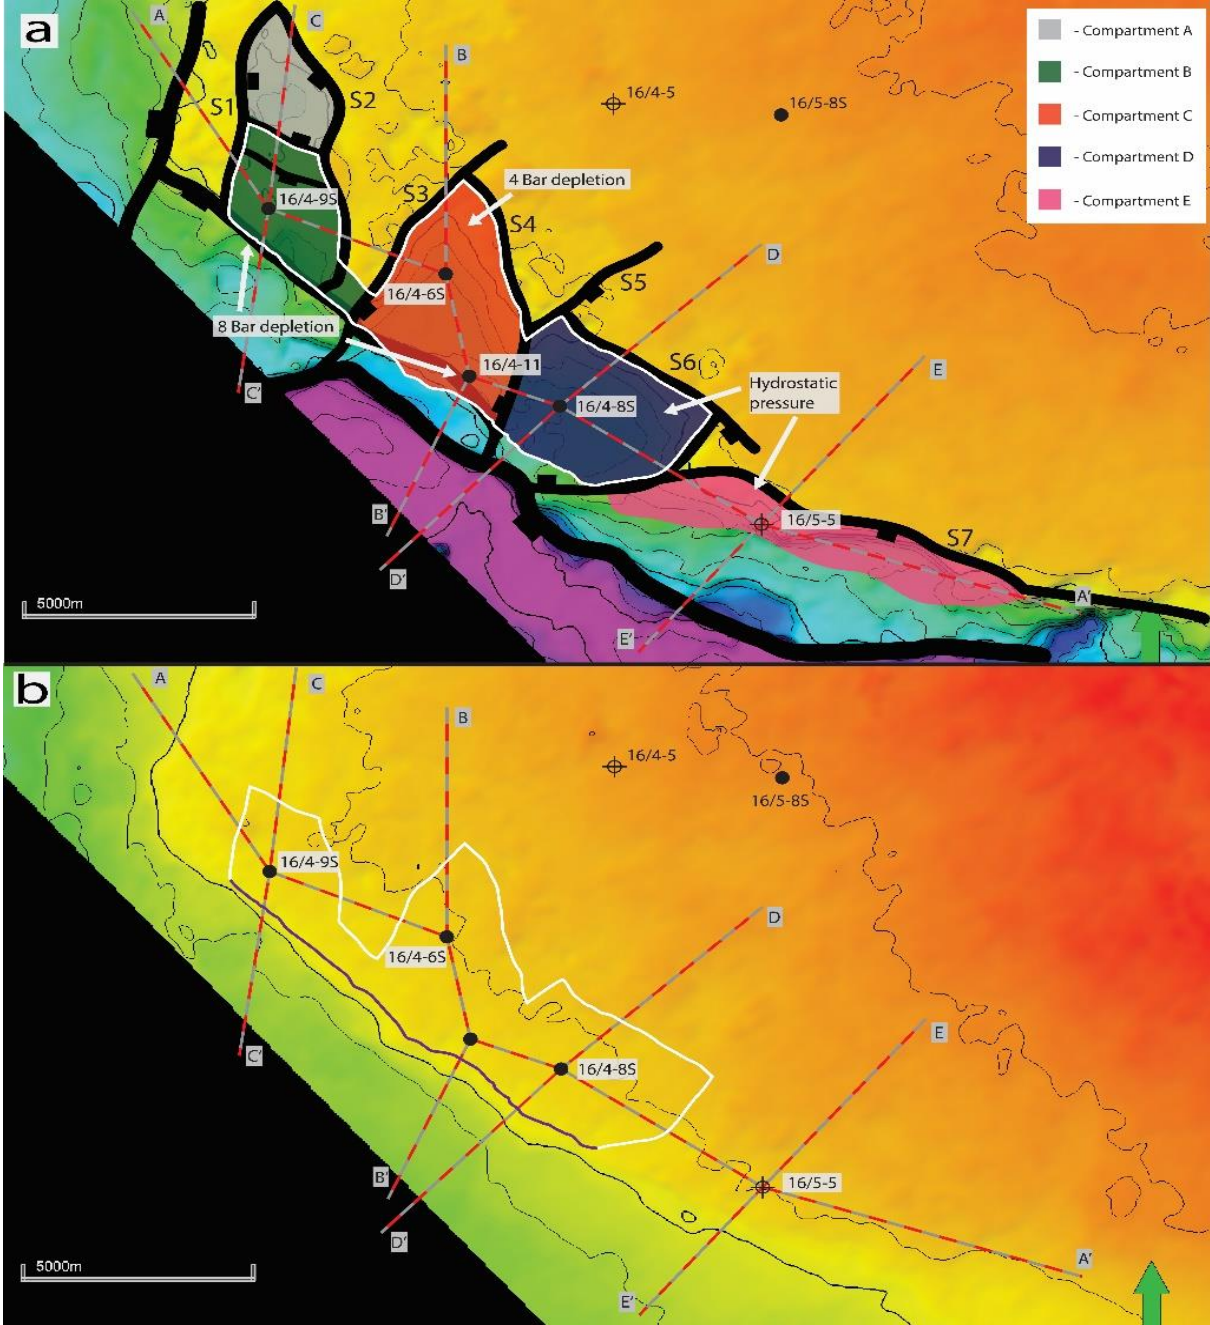 a
A
C
B
- Compartment A
- Compartment B
- Compartment C
- Compartment D
- Compartment E
16/4-5
16/5-8S
S1
S2
4 Bar depletion
S3
S4
16/4-9S
D
S5
16/4-6S
8 Bar depletion
16/4-11
S6
E
Hydrostatic
pressure
C'
16/4-8S
B'
16/5-5
S7
D'
5000m
A'
E'
b
A
C
B
16/4-5
16/5-8S
16/4-9S
D
16/4-6S
E
C'
16/4-8S
B'
16/5-5
D'
5000m
A'
E'